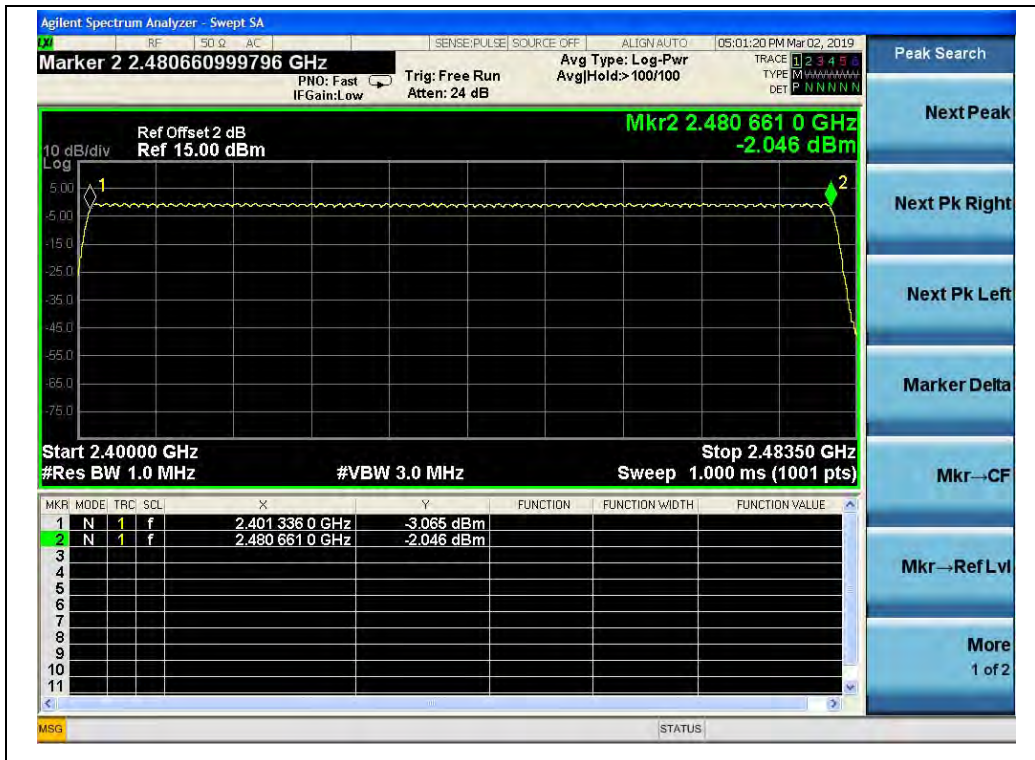 Agilent Spectrum Analyzer - Swept SA
LXI RF 50 Ω AC SENSE:PULSE SOURCE OFF ALIGN AUTO 05:01:20 PM Mar 02, 2019
Marker 2 2.480660999796 GHz
PNO: Fast
IFGain:Low
Trig: Free Run
Atten: 24 dB
Avg Type: Log-Pwr
Avg|Hold:>100/100
TRACE 1 2 3 4 5 6
TYPE M
DET P N N N N N
Peak Search
Next Peak
Next Pk Right
Next Pk Left
Marker Delta
Mkr→CF
Mkr→Ref Lvl
More
1 of 2
Mkr2 2.480 661 0 GHz
-2.046 dBm
Ref Offset 2 dB
10 dB/div Ref 15.00 dBm
Log
5.00
-5.00
-15.0
-25.0
-35.0
-45.0
-55.0
-65.0
-75.0
1
2
Start 2.40000 GHz Stop 2.48350 GHz
#Res BW 1.0 MHz #VBW 3.0 MHz Sweep 1.000 ms (1001 pts)
MKR MODE TRC SCL X Y FUNCTION FUNCTION WIDTH FUNCTION VALUE
1 N 1 f 2.401 336 0 GHz -3.065 dBm
2 N 1 f 2.480 661 0 GHz -2.046 dBm
3
4
5
6
7
8
9
10
11
MSG STATUS